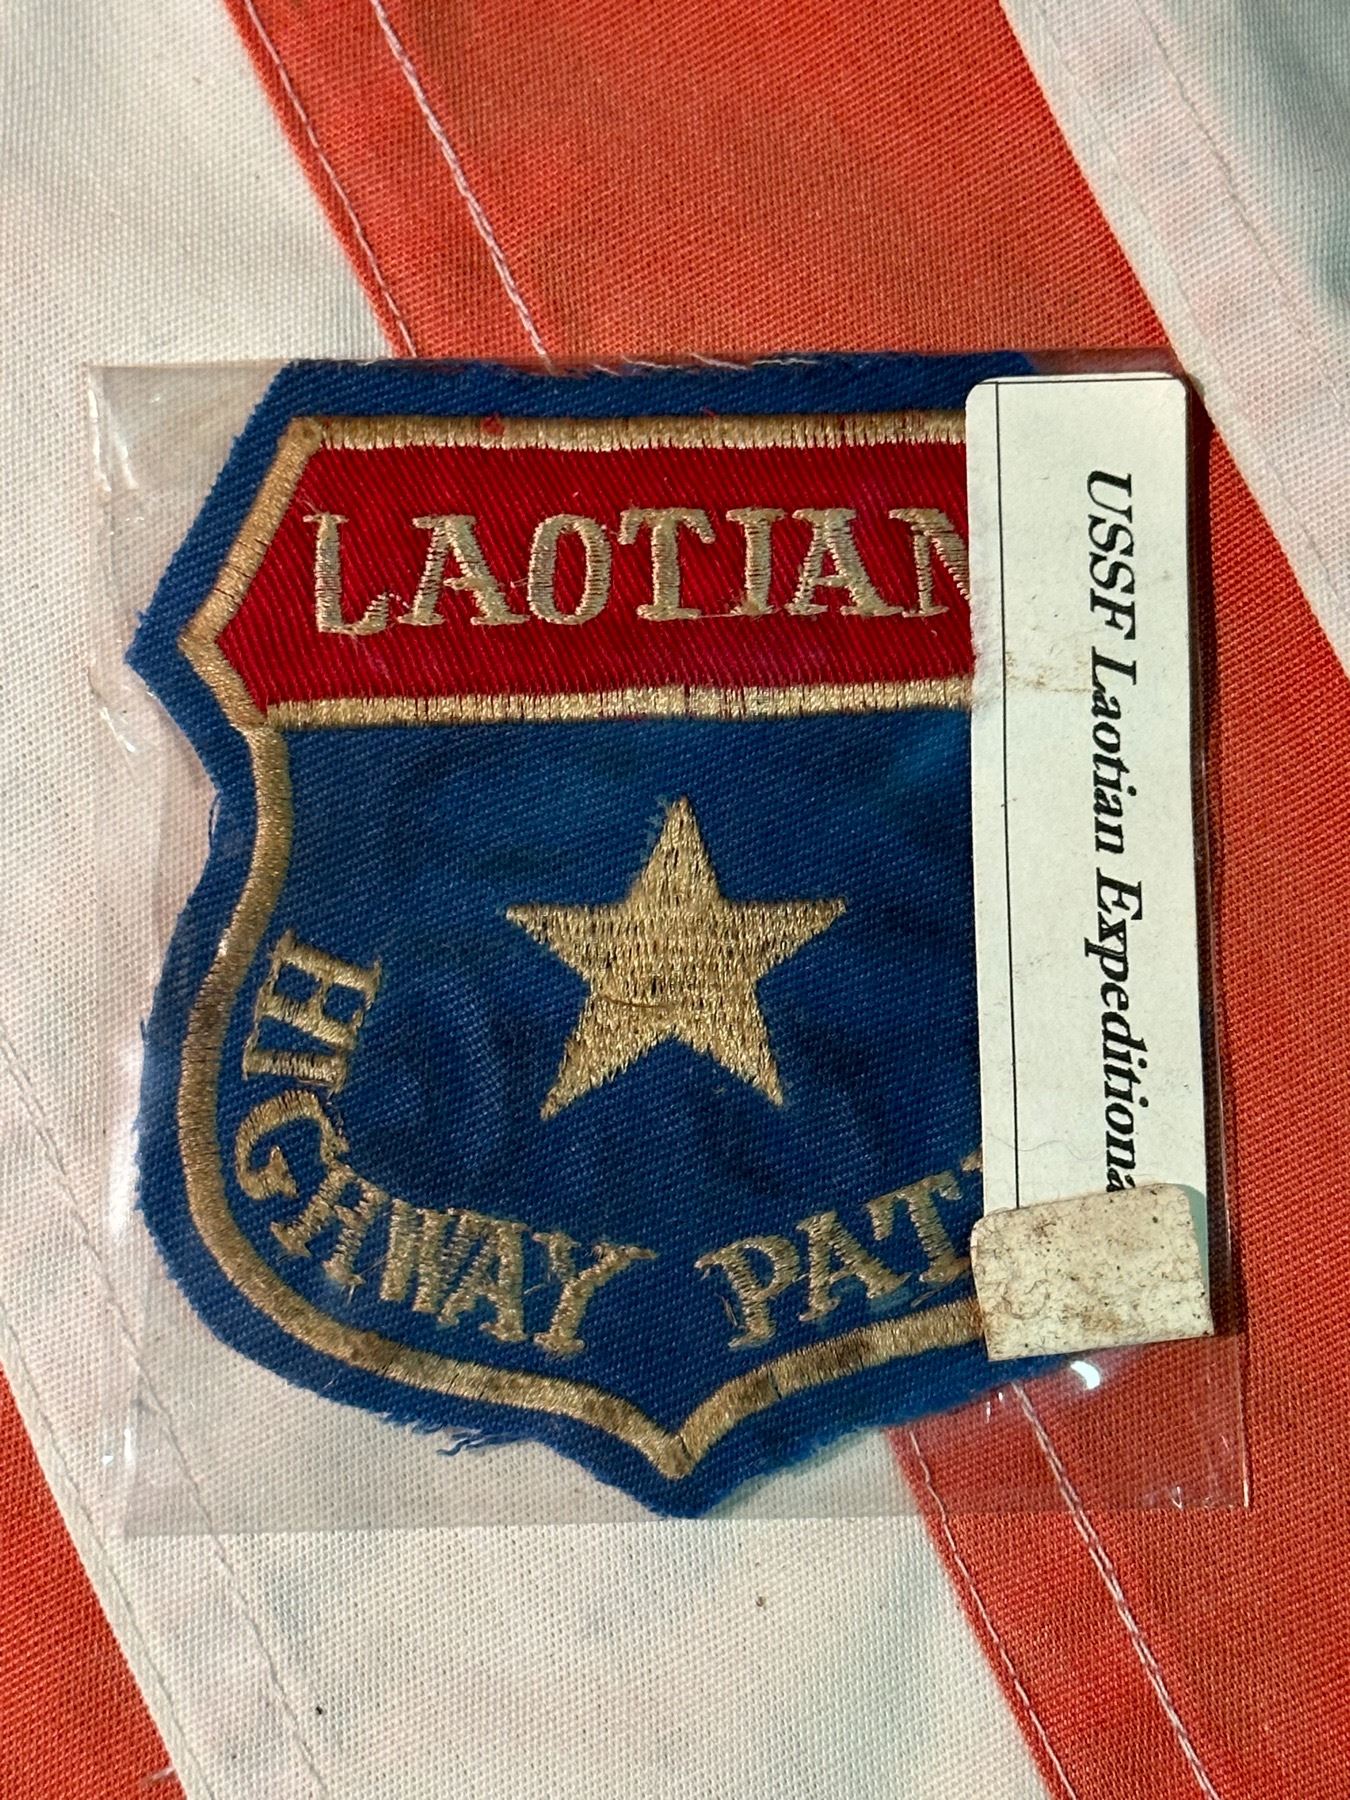 LAOTIAN
HIGHWAY PAT
USSF Laotian Expeditiona